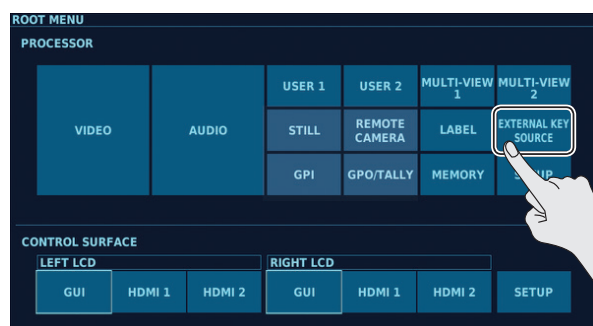 ROOT MENU
PROCESSOR
VIDEO
AUDIO
USER 1
USER 2
MULTI-VIEW
1
MULTI-VIEW
2
STILL
REMOTE
CAMERA
LABEL
EXTERNAL KEY
SOURCE
GPI
GPO/TALLY
MEMORY
CONTROL SURFACE
LEFT LCD
RIGHT LCD
GUI
HDMI 1
HDMI 2
GUI
HDMI 1
HDMI 2
SETUP